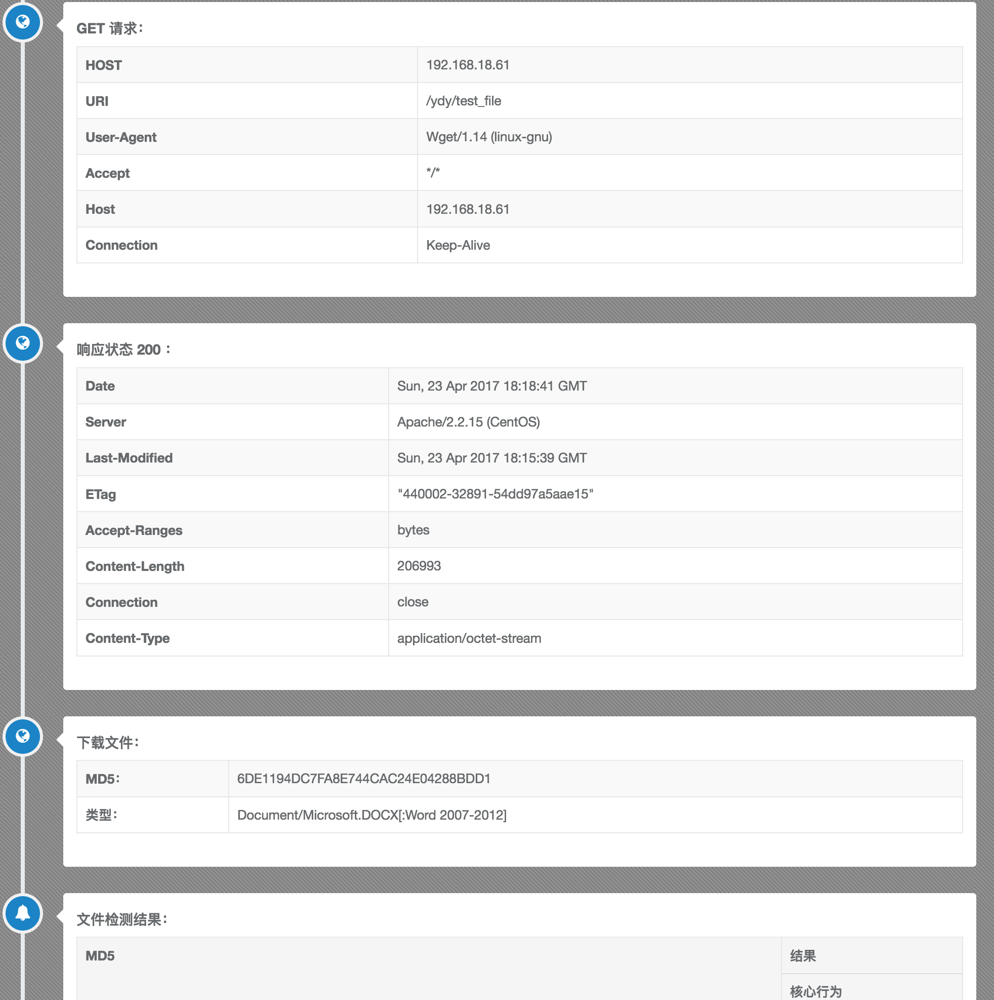 GET 请求：
HOST 192.168.18.61
URI /ydy/test_file
User-Agent Wget/1.14 (linux-gnu)
Accept */*
Host 192.168.18.61
Connection Keep-Alive
响应状态 200 ：
Date Sun, 23 Apr 2017 18:18:41 GMT
Server Apache/2.2.15 (CentOS)
Last-Modified Sun, 23 Apr 2017 18:15:39 GMT
ETag "440002-32891-54dd97a5aae15"
Accept-Ranges bytes
Content-Length 206993
Connection close
Content-Type application/octet-stream
下载文件：
MD5： 6DE1194DC7FA8E744CAC24E04288BDD1
类型： Document/Microsoft.DOCX[:Word 2007-2012]
文件检测结果：
MD5 结果
核心行为